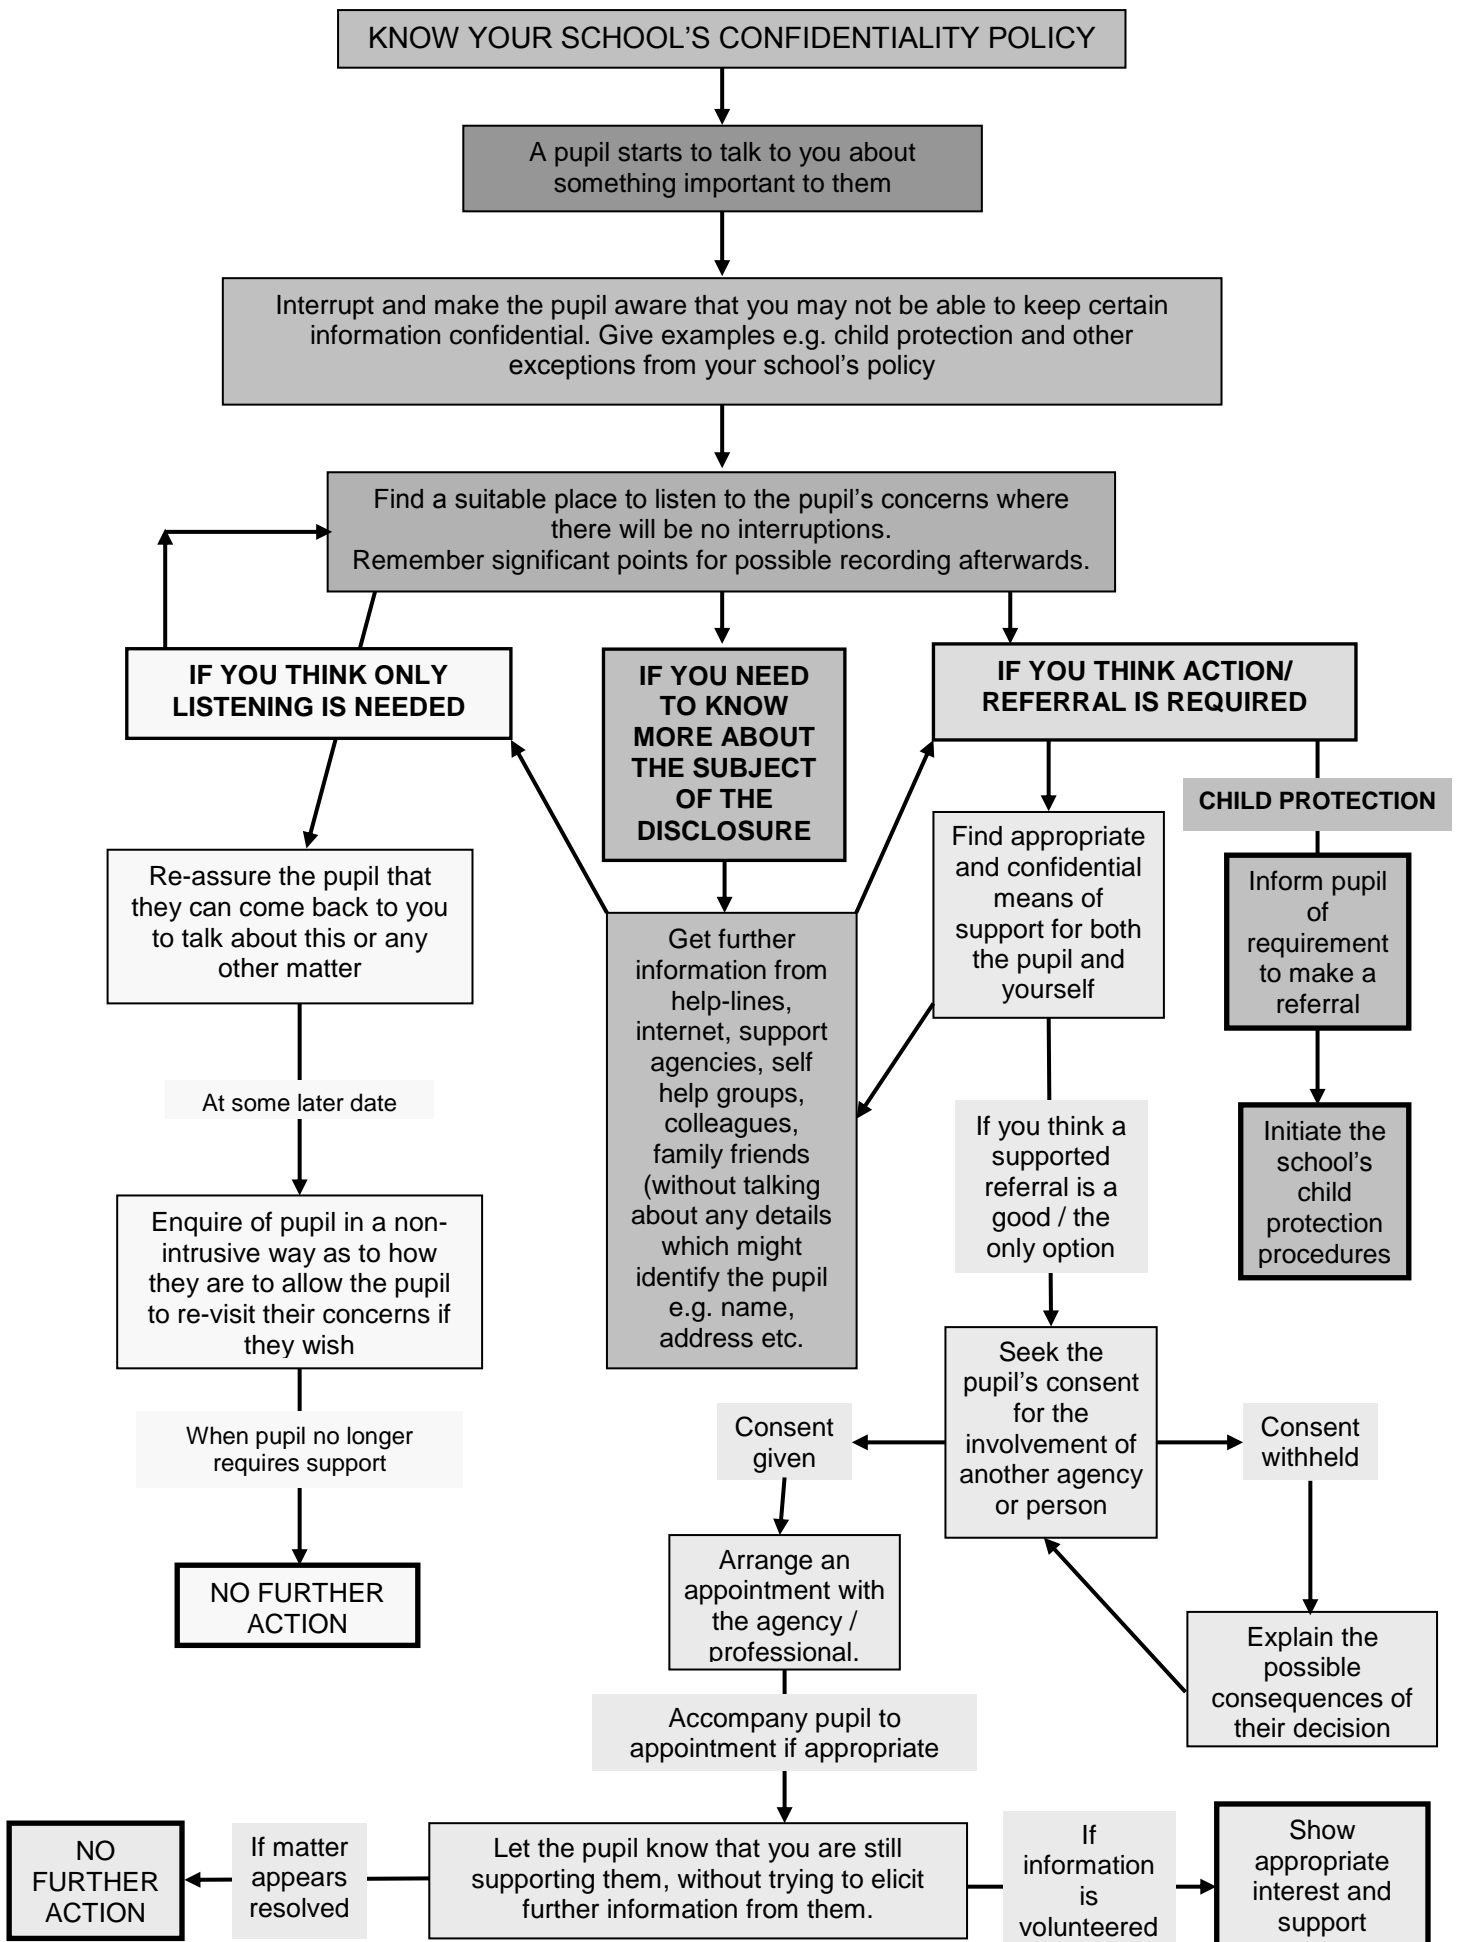 KNOW YOUR SCHOOL'S CONFIDENTIALITY POLICY
A pupil starts to talk to you about
something important to them
Interrupt and make the pupil aware that you may not be able to keep certain
information confidential. Give examples e.g. child protection and other
exceptions from your school's policy
Find a suitable place to listen to the pupil's concerns where
there will be no interruptions.
Remember significant points for possible recording afterwards.
IF YOU THINK ONLY
LISTENING IS NEEDED
IF YOU NEED
TO KNOW
MORE ABOUT
THE SUBJECT
OF THE
DISCLOSURE
IF YOU THINK ACTION/
REFERRAL IS REQUIRED
CHILD PROTECTION
Re-assure the pupil that
they can come back to you
to talk about this or any
other matter
Get further
information from
help-lines,
internet, support
agencies, self
help groups,
colleagues,
family friends
(without talking
about any details
which might
identify the pupil
e.g. name,
address etc.
Find appropriate
and confidential
means of
support for both
the pupil and
yourself
Inform pupil
of
requirement
to make a
referral
At some later date
If you think a
supported
referral is a
good / the
only option
Initiate the
school's
child
protection
procedures
Enquire of pupil in a non-
intrusive way as to how
they are to allow the pupil
to re-visit their concerns if
they wish
Seek the
pupil's consent
for the
involvement of
another agency
or person
When pupil no longer
requires support
Consent
given
Consent
withheld
NO FURTHER
ACTION
Arrange an
appointment with
the agency /
professional.
Explain the
possible
consequences of
their decision
Accompany pupil to
appointment if appropriate
NO
FURTHER
ACTION
If matter
appears
resolved
Let the pupil know that you are still
supporting them, without trying to elicit
further information from them.
If
information
is
volunteered
Show
appropriate
interest and
support